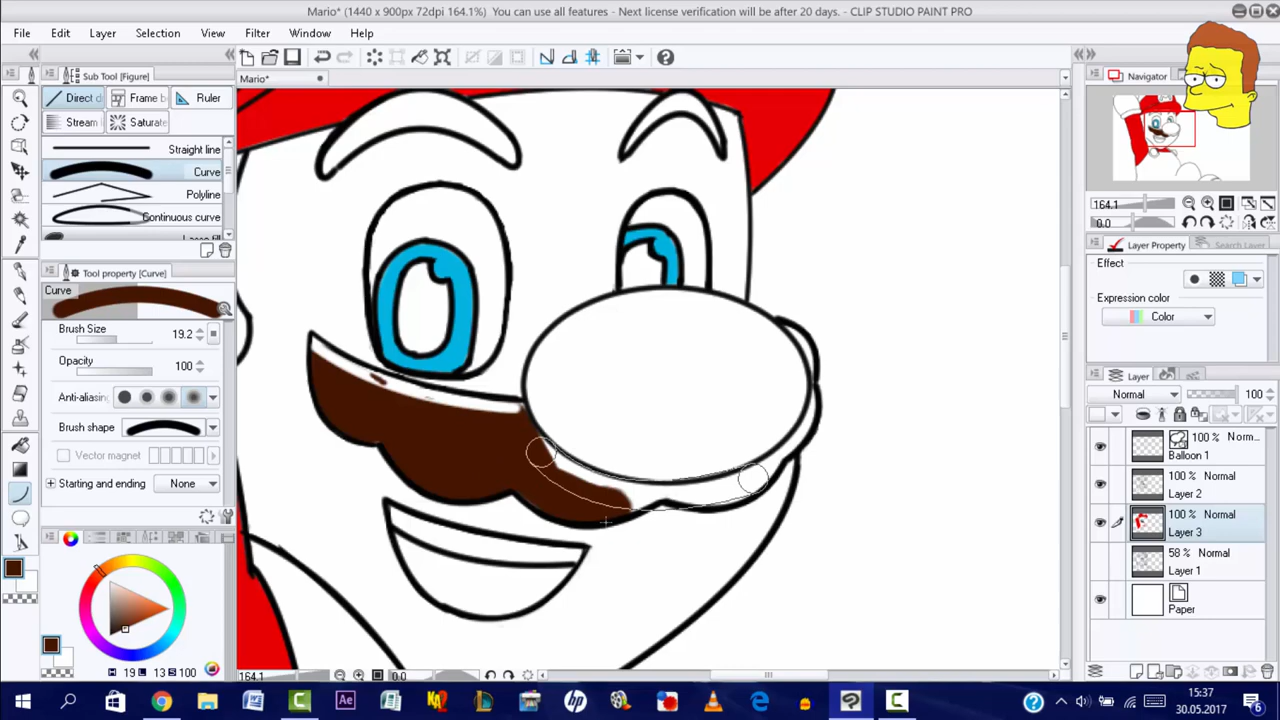 Mario* (1440 x 900px 72dpi 164.1%) You can use all features - Next license verification will be after 20 days. - CLIP STUDIO PAINT PRO
File Edit Layer Selection View Filter Window Help
Sub Tool [Figure]
Mario*
Navigator
Direct d Frame b Ruler
Stream Saturate
Straight line
Curve
Polyline
Continuous curve
164.1
0.0
Tool property [Curve]
Curve
Brush Size 19.2
Opacity 100
Anti-aliasing
Brush shape
Vector magnet
Starting and ending None
Layer Property Search Layer
Effect
Expression color
Color
Layer
Normal 100
100 % Norm...
Balloon 1
100 % Normal
Layer 2
100 % Normal
Layer 3
58 % Normal
Layer 1
Paper
H 19 S 13 V 100
164.1 0.0
15:37
30.05.2017